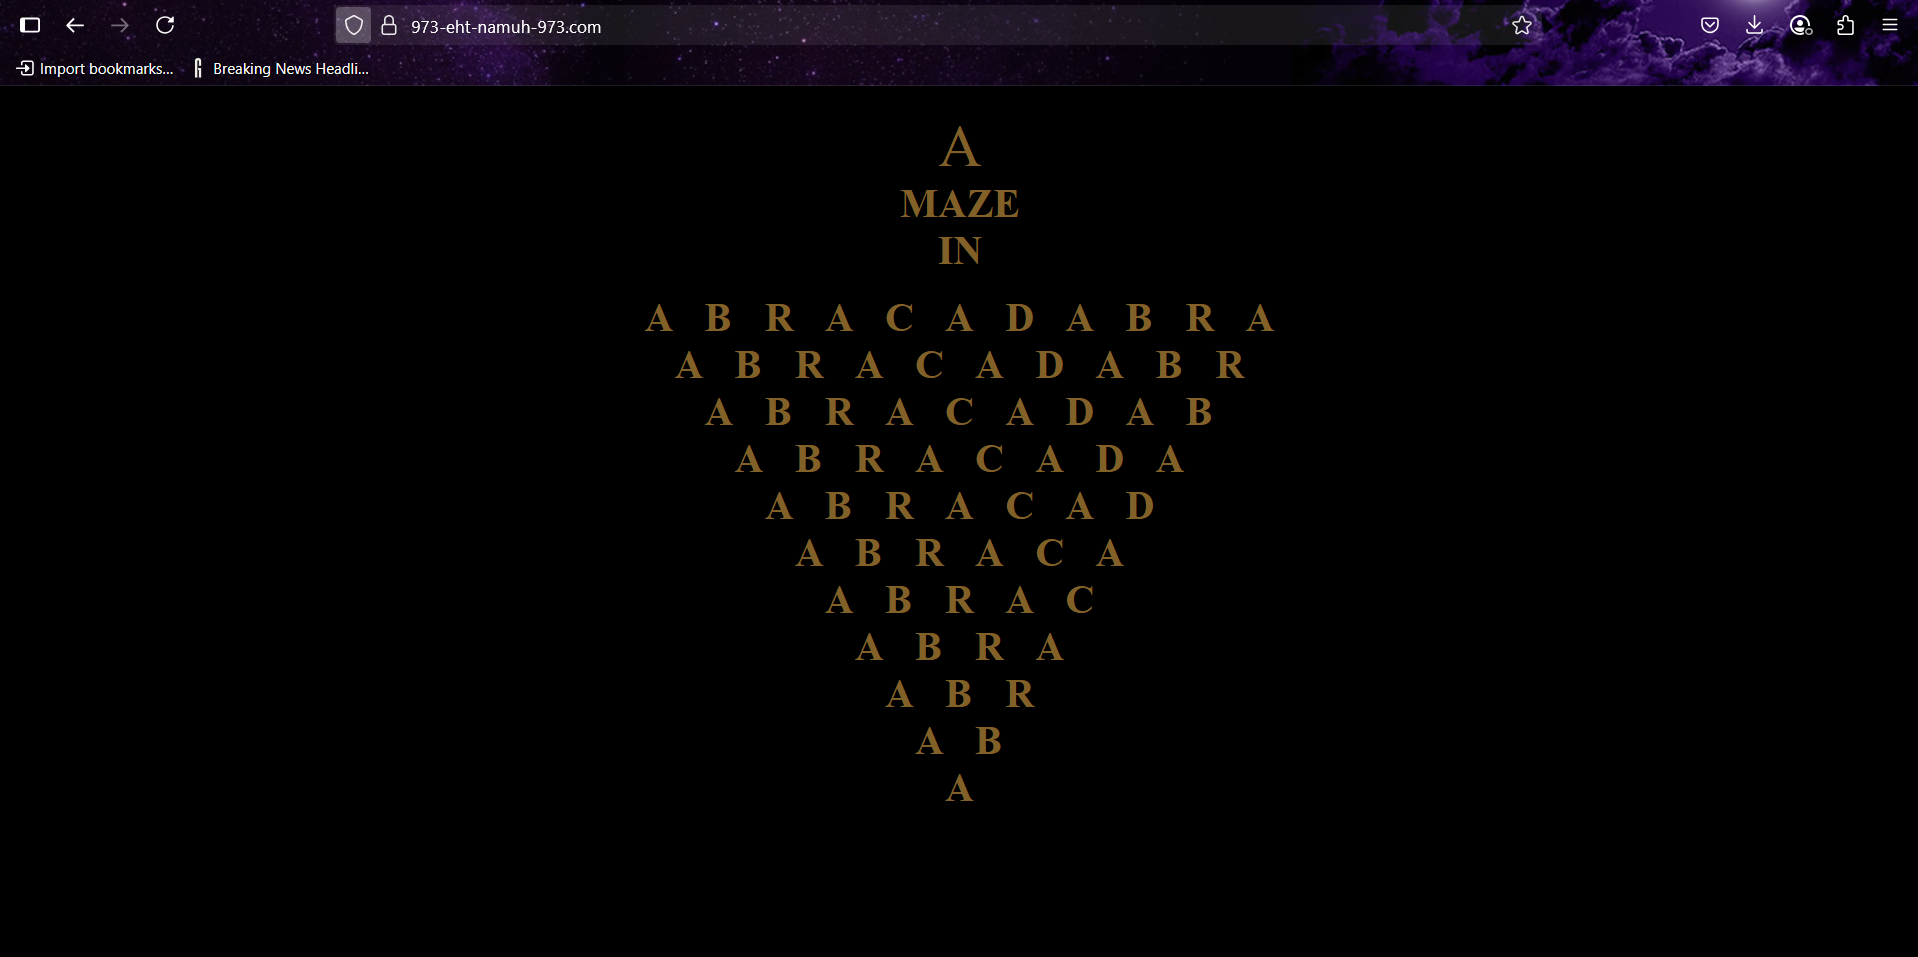 973-eht-namuh-973.com
Import bookmarks... Breaking News Headli...
A
MAZE
IN
A B R A C A D A B R A
A B R A C A D A B R
A B R A C A D A B
A B R A C A D A
A B R A C A D
A B R A C A
A B R A C
A B R A
A B R
A B
A